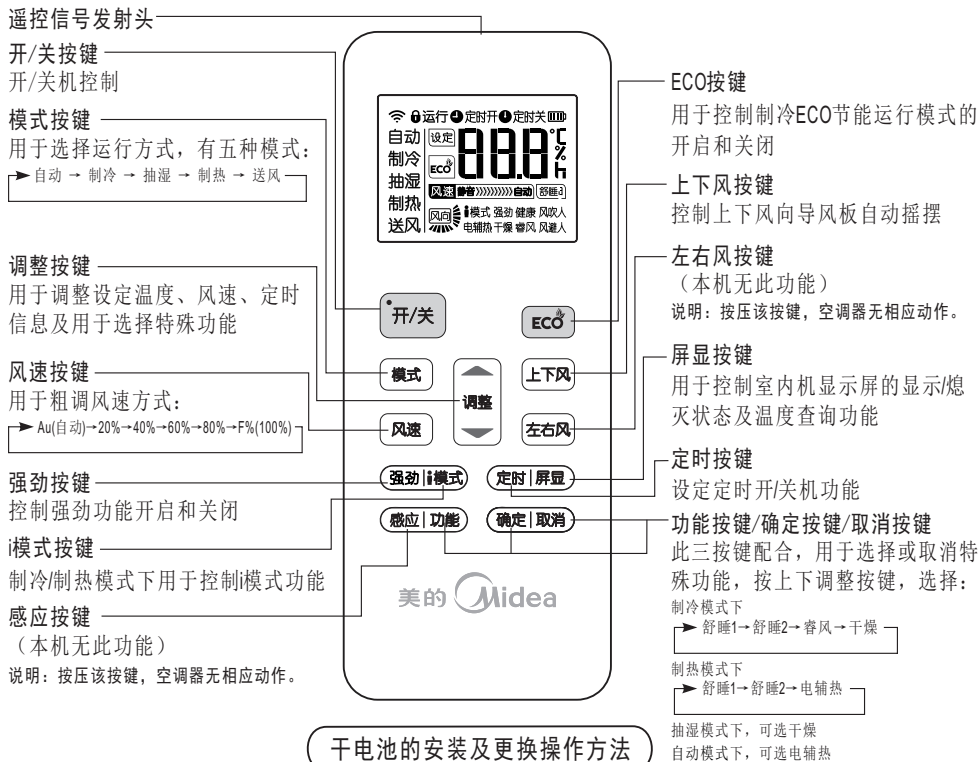 遥控信号发射头
开/关按键
开/关机控制
模式按键
用于选择运行方式，有五种模式：
自动 → 制冷 → 抽湿 → 制热 → 送风
调整按键
用于调整设定温度、风速、定时
信息及用于选择特殊功能
风速按键
用于粗调风速方式：
Au(自动)→20%→40%→60%→80%→F%(100%)
强劲按键
控制强劲功能开启和关闭
i模式按键
制冷/制热模式下用于控制i模式功能
感应按键
（本机无此功能）
说明：按压该按键，空调器无相应动作。
运行 定时开 定时关
自动 设定 88.8 ℃
制冷 ECO % h
抽湿 风速 静音 自动 舒睡
制热 风向 i模式 强劲 健康 风吹人
送风 电辅热 干燥 睿风 风避人
开/关 ECO
模式 上下风
调整
风速 左右风
强劲|i模式 定时|屏显
感应|功能 确定|取消
美的 Midea
ECO按键
用于控制制冷ECO节能运行模式的
开启和关闭
上下风按键
控制上下风向导风板自动摇摆
左右风按键
（本机无此功能）
说明：按压该按键，空调器无相应动作。
屏显按键
用于控制室内机显示屏的显示/熄
灭状态及温度查询功能
定时按键
设定定时开/关机功能
功能按键/确定按键/取消按键
此三按键配合，用于选择或取消特
殊功能，按上下调整按键，选择：
制冷模式下
舒睡1→舒睡2→睿风→干燥
制热模式下
舒睡1→舒睡2→电辅热
抽湿模式下，可选干燥
自动模式下，可选电辅热
干电池的安装及更换操作方法